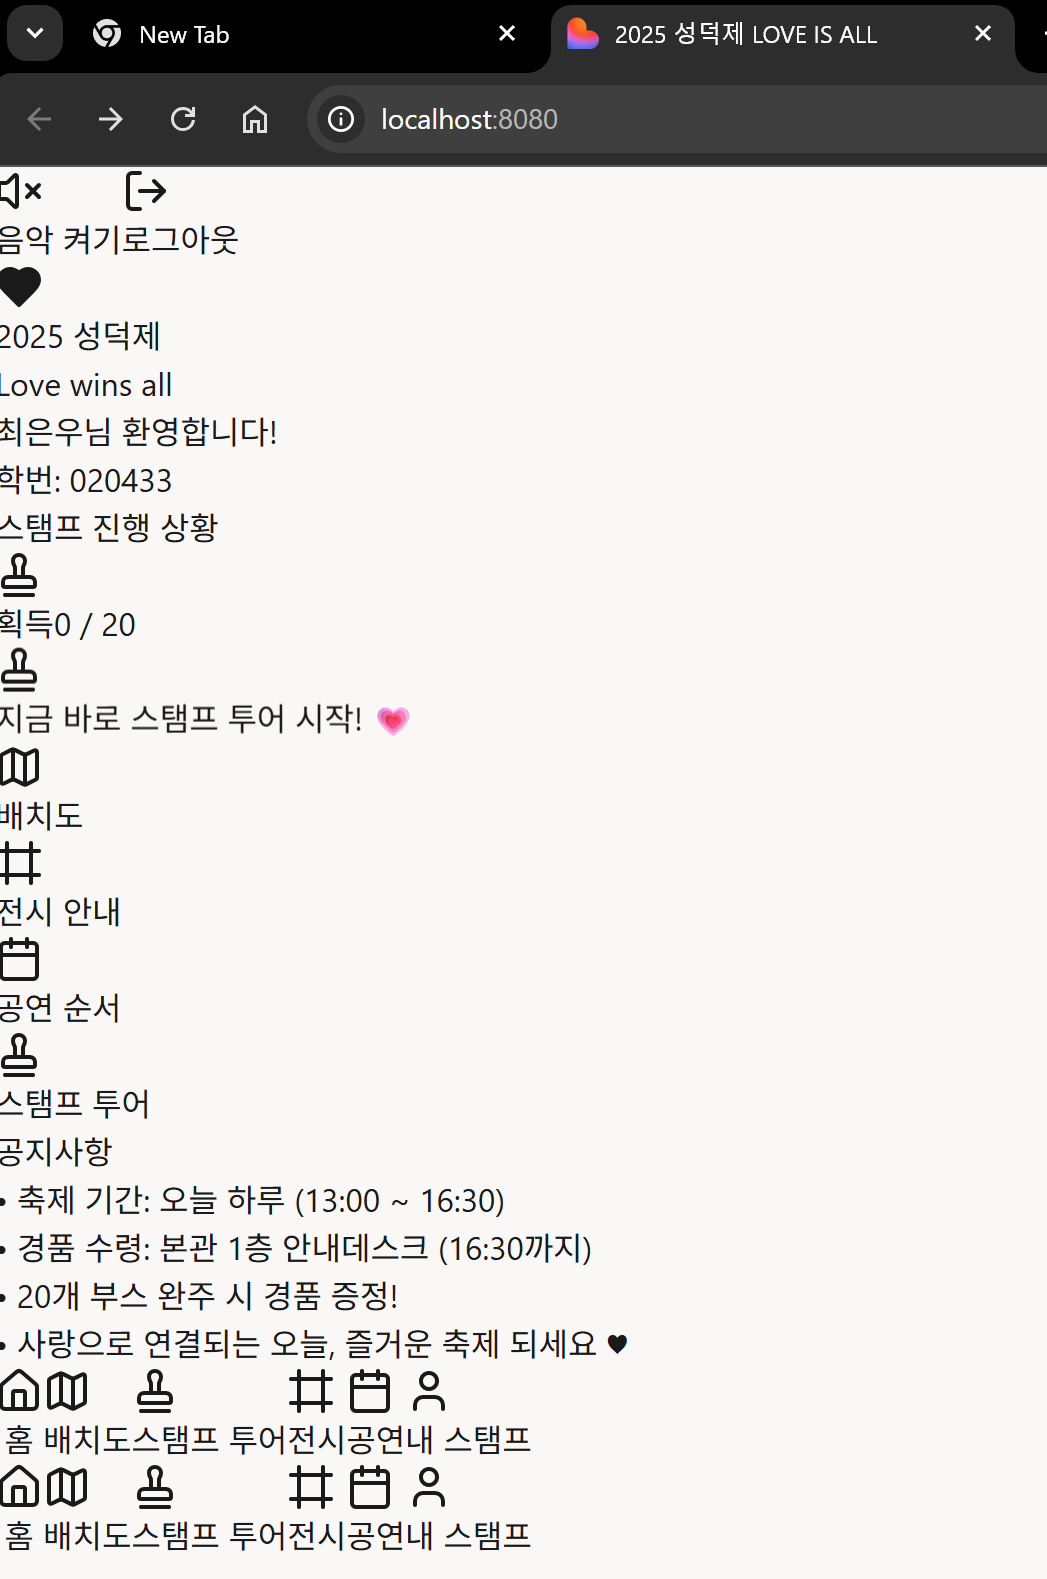 New Tab
2025 성덕제 LOVE IS ALL
localhost:8080
음악 켜기로그아웃
2025 성덕제
Love wins all
최은우님 환영합니다!
학번: 020433
스탬프 진행 상황
획득0 / 20
지금 바로 스탬프 투어 시작! 💗
배치도
전시 안내
공연 순서
스탬프 투어
공지사항
• 축제 기간: 오늘 하루 (13:00 ~ 16:30)
• 경품 수령: 본관 1층 안내데스크 (16:30까지)
• 20개 부스 완주 시 경품 증정!
• 사랑으로 연결되는 오늘, 즐거운 축제 되세요 ♥
홈 배치도스탬프 투어전시공연내 스탬프
홈 배치도스탬프 투어전시공연내 스탬프